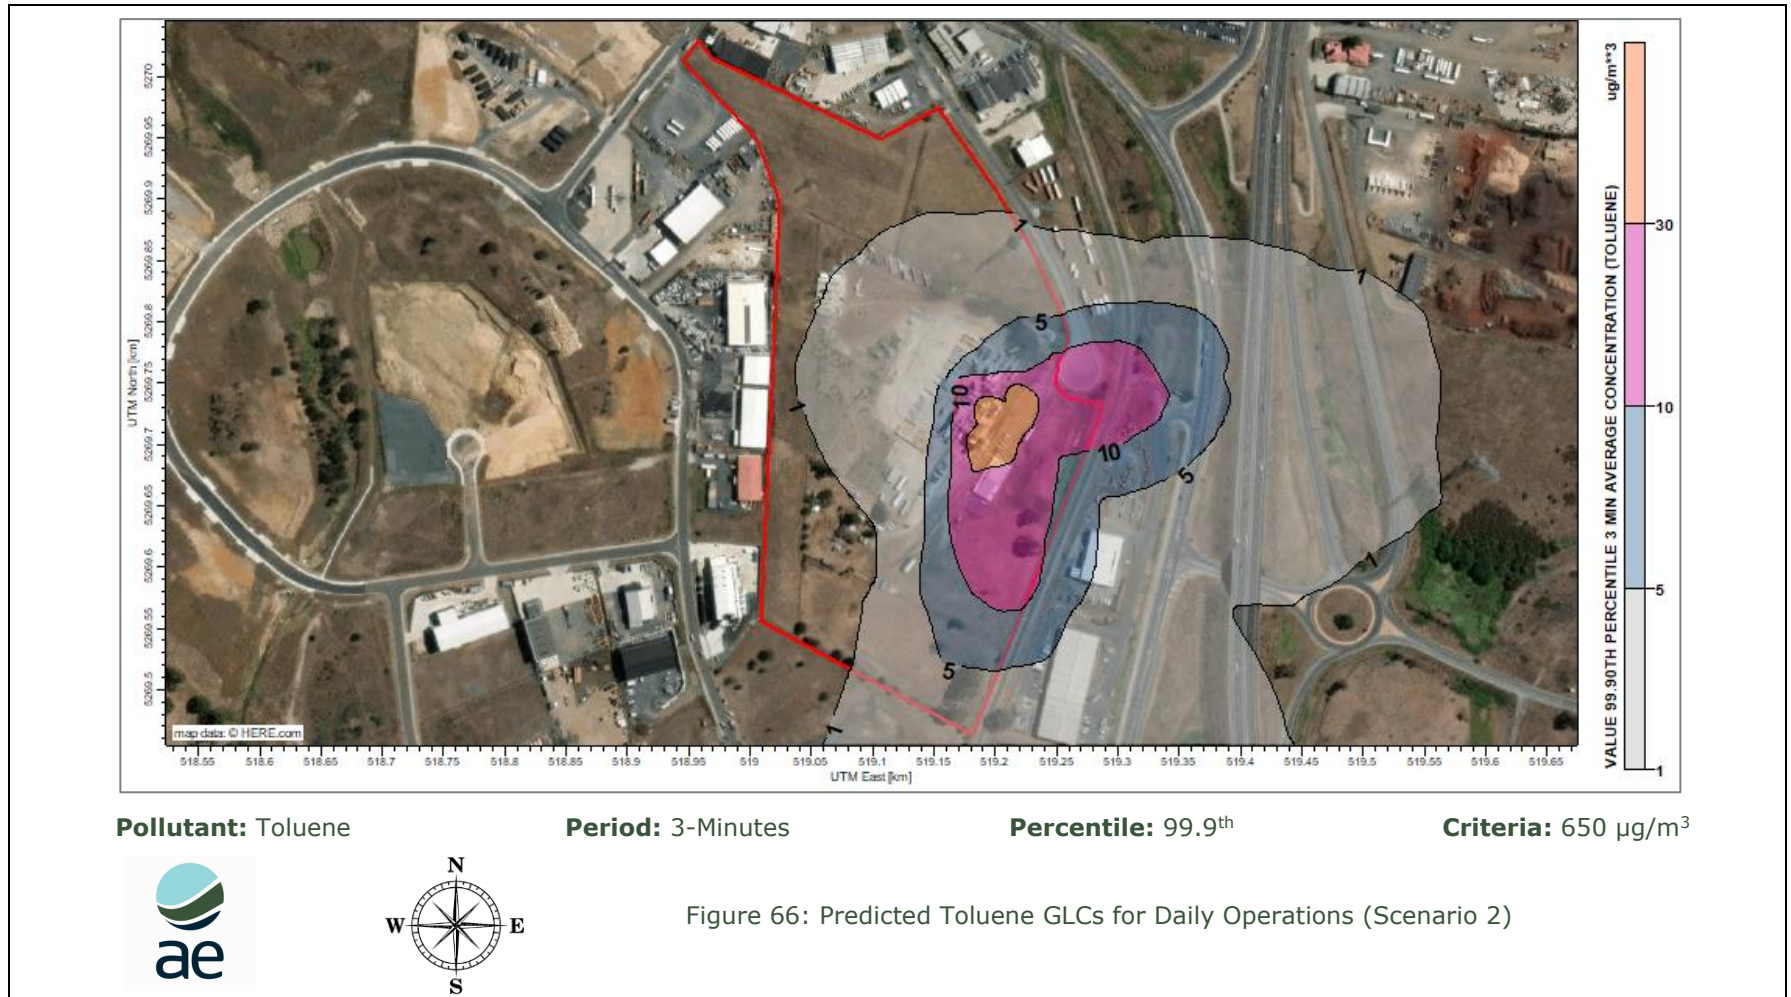 ug/m**3
30
10
5
1
VALUE 99.90TH PERCENTILE 3 MIN AVERAGE CONCENTRATION (TOLUENE)
UTM North [km]
5270
5269.95
5269.9
5269.85
5269.8
5269.75
5269.7
5269.65
5269.6
5269.55
5269.5
1
1
5
1
10
10
5
1
5
1
map data: © HERE.com
518.55 518.6 518.65 518.7 518.75 518.8 518.85 518.9 518.95 519 519.05 519.1 519.15 519.2 519.25 519.3 519.35 519.4 519.45 519.5 519.55 519.6 519.65
UTM East [km]
Pollutant: Toluene Period: 3-Minutes Percentile: 99.9th Criteria: 650 µg/m3
ae
N
W E
S
Figure 66: Predicted Toluene GLCs for Daily Operations (Scenario 2)